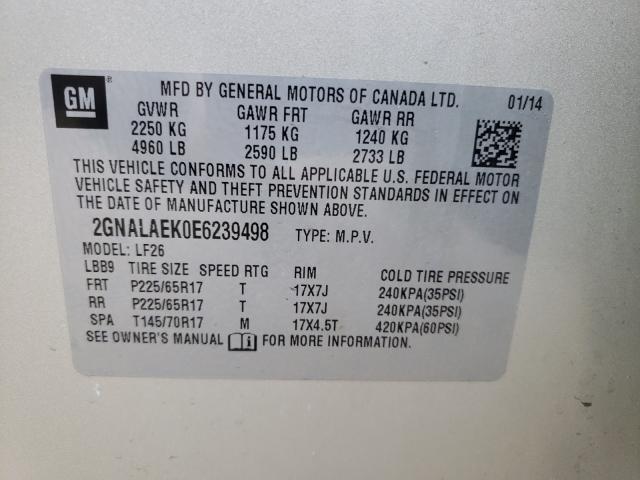 GM ®
MFD BY GENERAL MOTORS OF CANADA LTD. 01/14
GVWR GAWR FRT GAWR RR
2250 KG 1175 KG 1240 KG
4960 LB 2590 LB 2733 LB
THIS VEHICLE CONFORMS TO ALL APPLICABLE U.S. FEDERAL MOTOR
VEHICLE SAFETY AND THEFT PREVENTION STANDARDS IN EFFECT ON
THE DATE OF MANUFACTURE SHOWN ABOVE.
2GNALAEK0E6239498 TYPE: M.P.V.
MODEL: LF26
LBB9 TIRE SIZE SPEED RTG RIM COLD TIRE PRESSURE
FRT P225/65R17 T 17X7J 240KPA(35PSI)
RR P225/65R17 T 17X7J 240KPA(35PSI)
SPA T145/70R17 M 17X4.5T 420KPA(60PSI)
SEE OWNER'S MANUAL i FOR MORE INFORMATION.